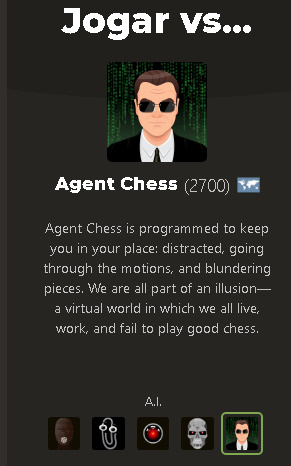 Jogar vs...
Agent Chess (2700)
Agent Chess is programmed to keep
you in your place: distracted, going
through the motions, and blundering
pieces. We are all part of an illusion—
a virtual world in which we all live,
work, and fail to play good chess.
A.I.